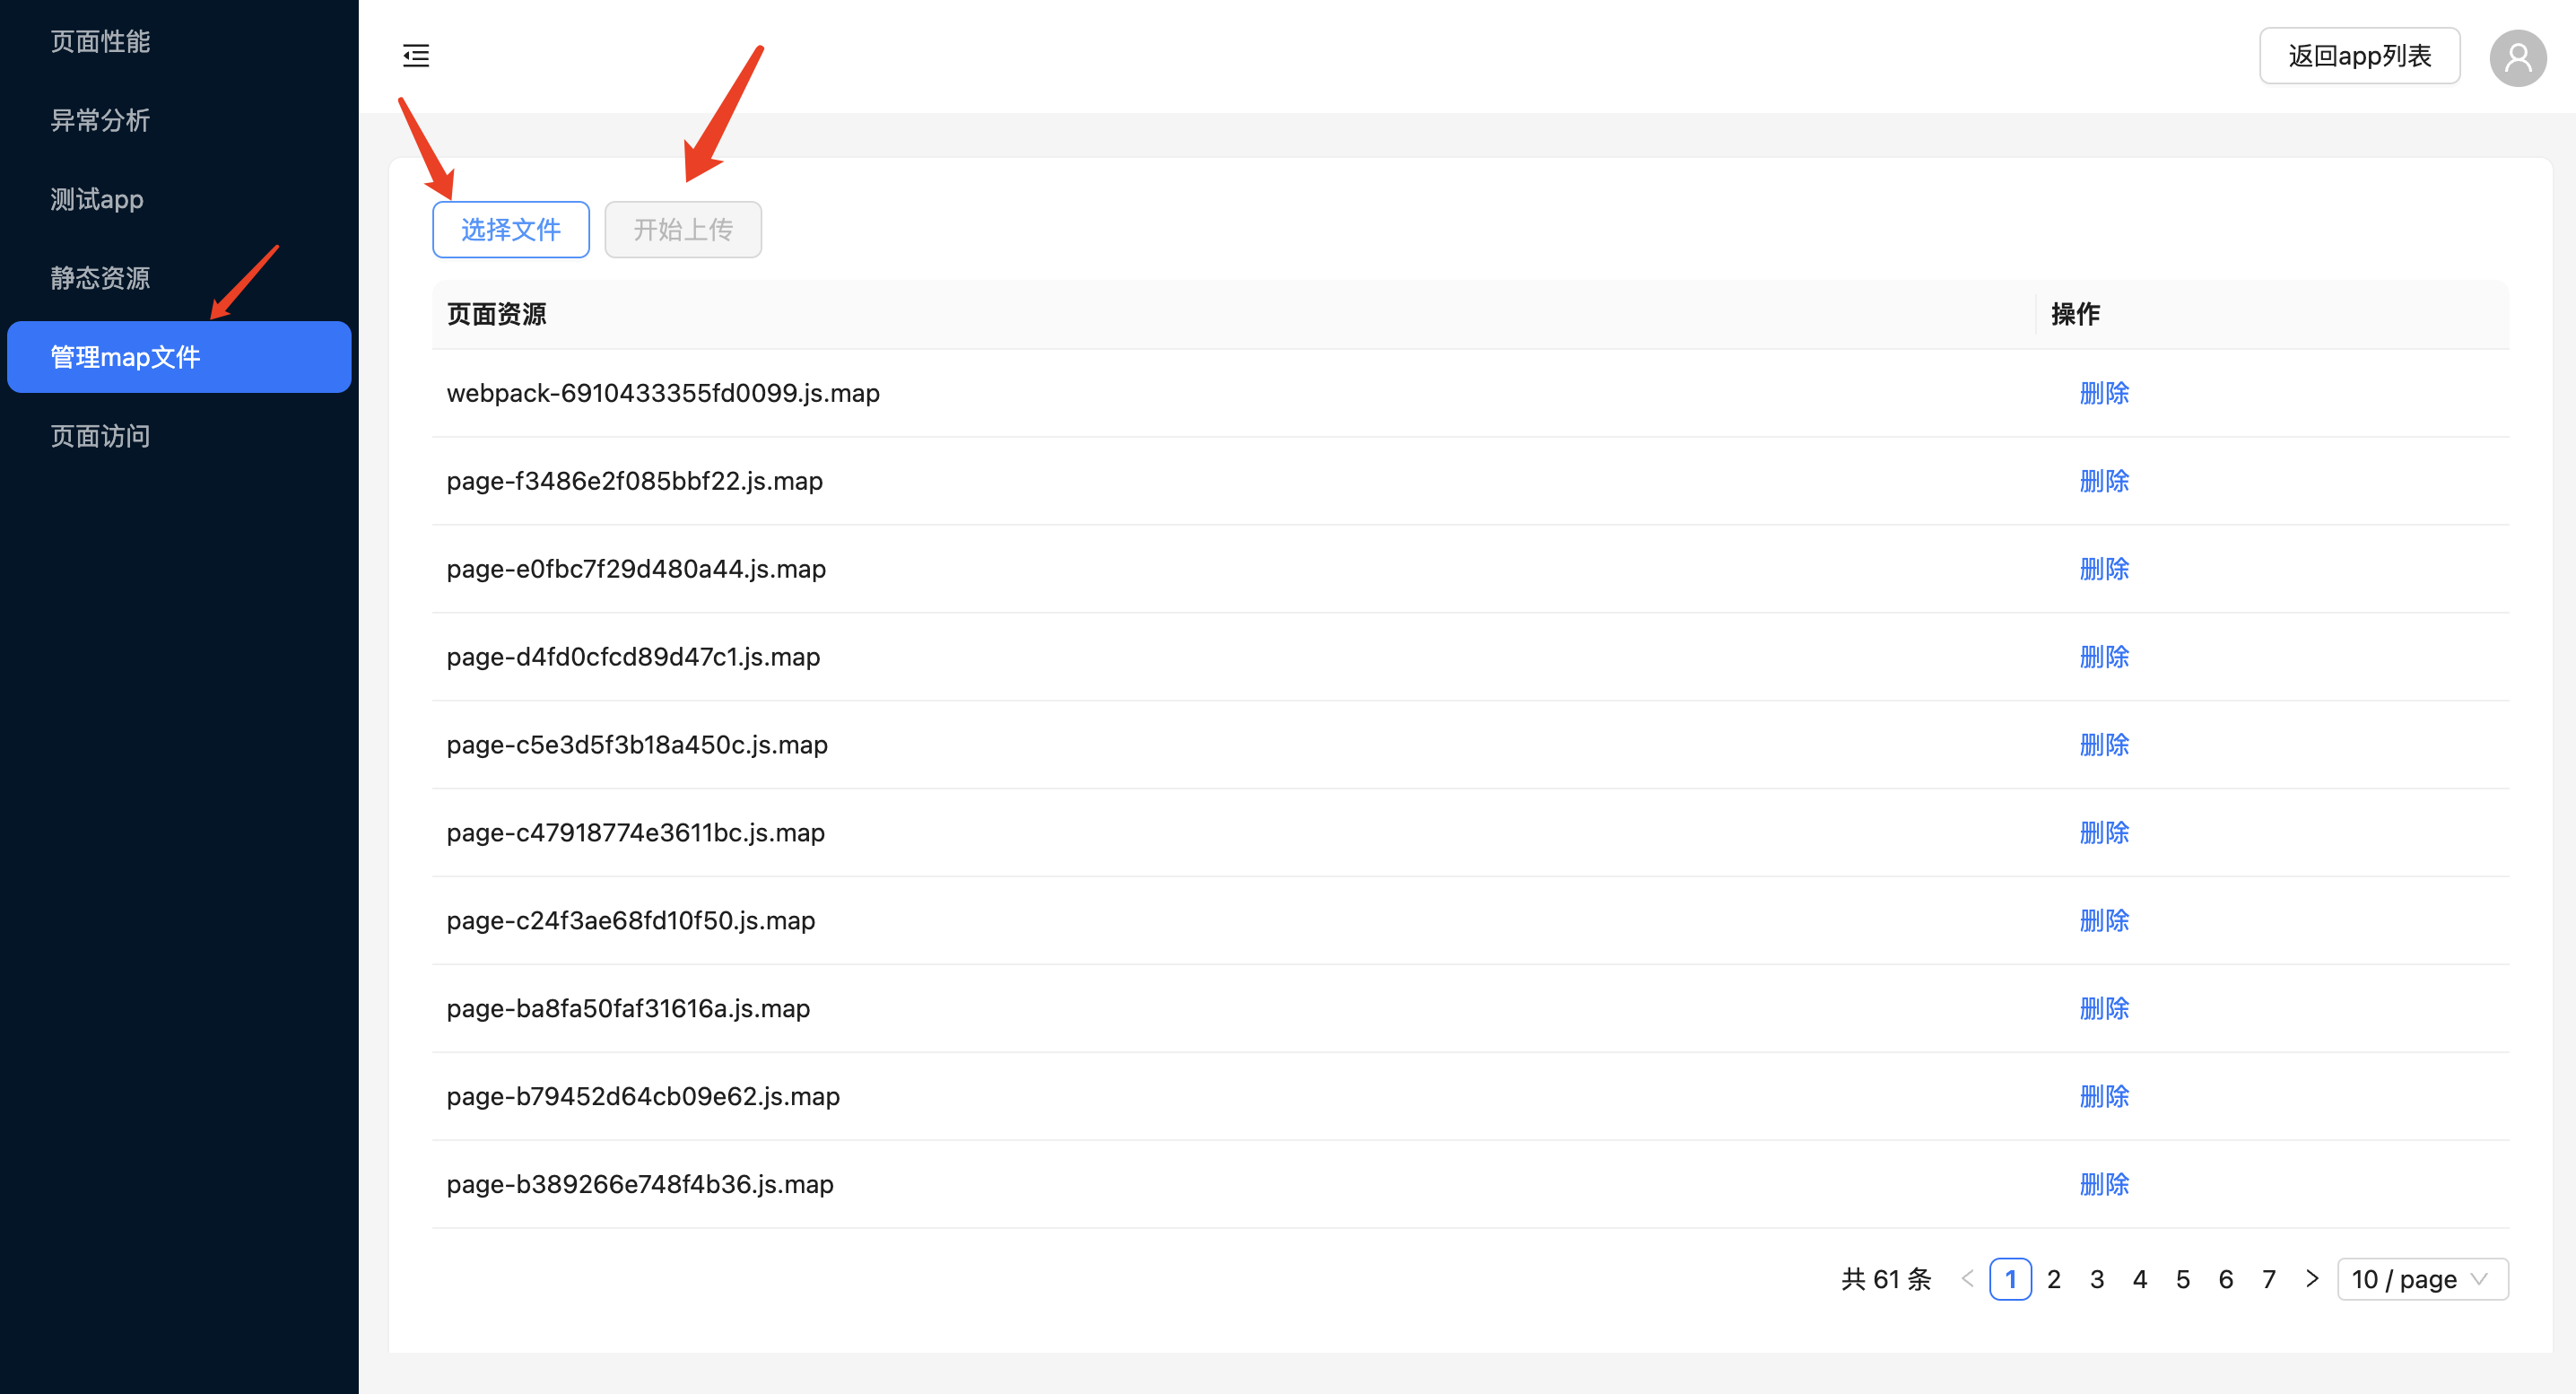 页面性能
异常分析
测试app
静态资源
管理map文件
页面访问
返回app列表
选择文件 开始上传
页面资源 操作
webpack-6910433355fd0099.js.map 删除
page-f3486e2f085bbf22.js.map 删除
page-e0fbc7f29d480a44.js.map 删除
page-d4fd0cfcd89d47c1.js.map 删除
page-c5e3d5f3b18a450c.js.map 删除
page-c47918774e3611bc.js.map 删除
page-c24f3ae68fd10f50.js.map 删除
page-ba8fa50faf31616a.js.map 删除
page-b79452d64cb09e62.js.map 删除
page-b389266e748f4b36.js.map 删除
共 61 条 < 1 2 3 4 5 6 7 > 10 / page